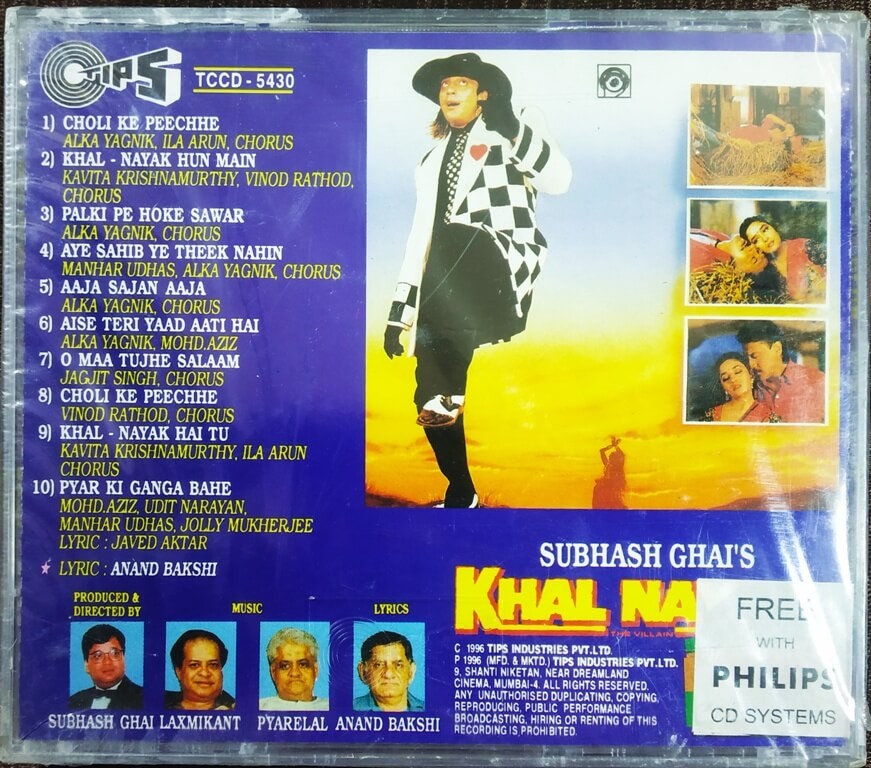 TIPS
TCCD - 5430
1) CHOLI KE PEECHHE
ALKA YAGNIK, ILA ARUN, CHORUS
2) KHAL - NAYAK HUN MAIN
KAVITA KRISHNAMURTHY, VINOD RATHOD,
CHORUS
3) PALKI PE HOKE SAWAR
ALKA YAGNIK, CHORUS
4) AYE SAHIB YE THEEK NAHIN
MANHAR UDHAS, ALKA YAGNIK, CHORUS
5) AAJA SAJAN AAJA
ALKA YAGNIK, CHORUS
6) AISE TERI YAAD AATI HAI
ALKA YAGNIK, MOHD.AZIZ
7) O MAA TUJHE SALAAM
JAGJIT SINGH, CHORUS
8) CHOLI KE PEECHHE
VINOD RATHOD, CHORUS
9) KHAL - NAYAK HAI TU
KAVITA KRISHNAMURTHY, ILA ARUN
CHORUS
10) PYAR KI GANGA BAHE
MOHD.AZIZ, UDIT NARAYAN,
MANHAR UDHAS, JOLLY MUKHERJEE
LYRIC : JAVED AKTAR
★ LYRIC : ANAND BAKSHI
PRODUCED &
DIRECTED BY
MUSIC
LYRICS
SUBHASH GHAI LAXMIKANT PYARELAL ANAND BAKSHI
SUBHASH GHAI'S
KHAL NA
THE VILLAIN
C 1996 TIPS INDUSTRIES PVT.LTD.
P 1996 (MFD. & MKTD.) TIPS INDUSTRIES PVT.LTD.
9, SHANTI NIKETAN, NEAR DREAMLAND
CINEMA, MUMBAI-4. ALL RIGHTS RESERVED.
ANY UNAUTHORISED DUPLICATING, COPYING,
REPRODUCING, PUBLIC PERFORMANCE
BROADCASTING, HIRING OR RENTING OF THIS
RECORDING IS PROHIBITED.
FREE
WITH
PHILIPS
CD SYSTEMS